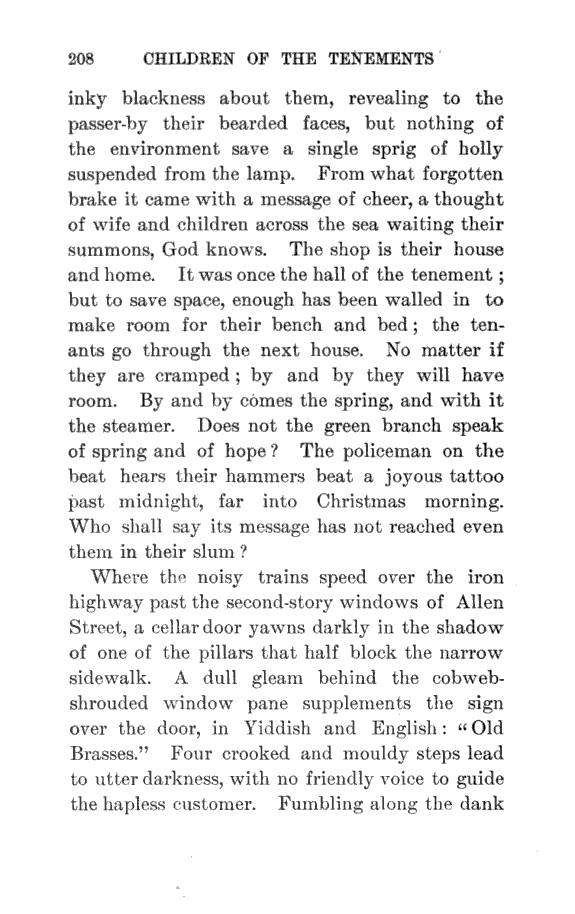 208 CHILDREN OF THE TENEMENTS
inky blackness about them, revealing to the
passer-by their bearded faces, but nothing of
the environment save a single sprig of holly
suspended from the lamp. From what forgotten
brake it came with a message of cheer, a thought
of wife and children across the sea waiting their
summons, God knows. The shop is their house
and home. It was once the hall of the tenement ;
but to save space, enough has been walled in to
make room for their bench and bed ; the ten-
ants go through the next house. No matter if
they are cramped ; by and by they will have
room. By and by comes the spring, and with it
the steamer. Does not the green branch speak
of spring and of hope ? The policeman on the
beat hears their hammers beat a joyous tattoo
past midnight, far into Christmas morning.
Who shall say its message has not reached even
them in their slum ?
Where the noisy trains speed over the iron
highway past the second-story windows of Allen
Street, a cellar door yawns darkly in the shadow
of one of the pillars that half block the narrow
sidewalk. A dull gleam behind the cobweb-
shrouded window pane supplements the sign
over the door, in Yiddish and English : “Old
Brasses.” Four crooked and mouldy steps lead
to utter darkness, with no friendly voice to guide
the hapless customer. Fumbling along the dank